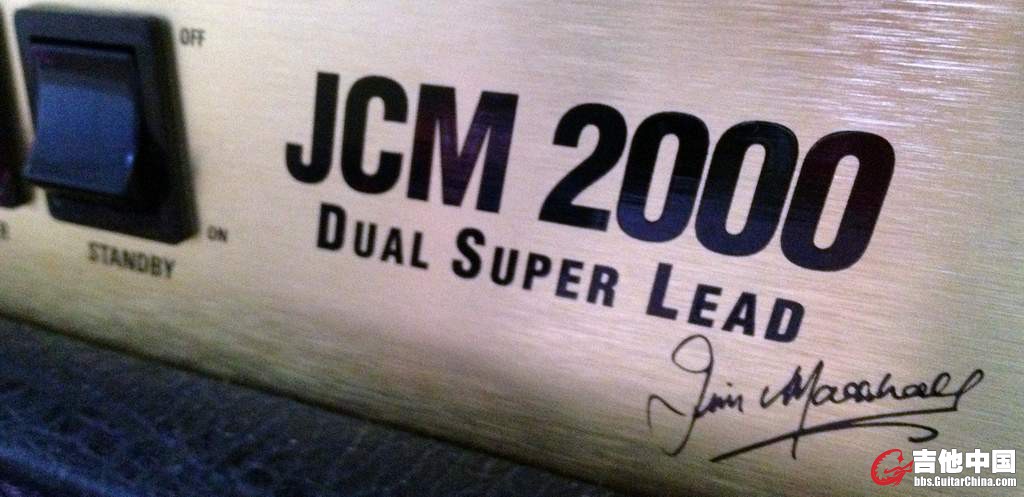 OFF
JCM 2000
DUAL SUPER LEAD
ON
STANDBY
Jim Marshall
吉他中国
bbs.GuitarChina.com